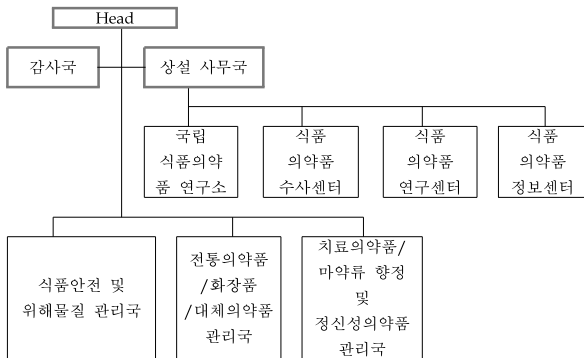 Head
감사국
상설 사무국
국립
식품의약
품 연구소
식품
의약품
수사센터
식품
의약품
연구센터
식품
의약품
정보센터
식품안전 및
위해물질 관리국
전통의약품
/화장품
/대체의약품
관리국
치료의약품/
마약류 향정
및
정신성의약품
관리국